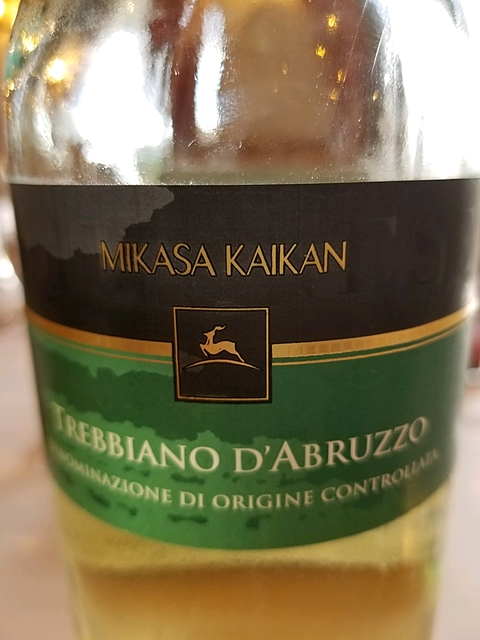 MIKASA KAIKAN
TREBBIANO D'ABRUZZO
DENOMINAZIONE DI ORIGINE CONTROLLATA